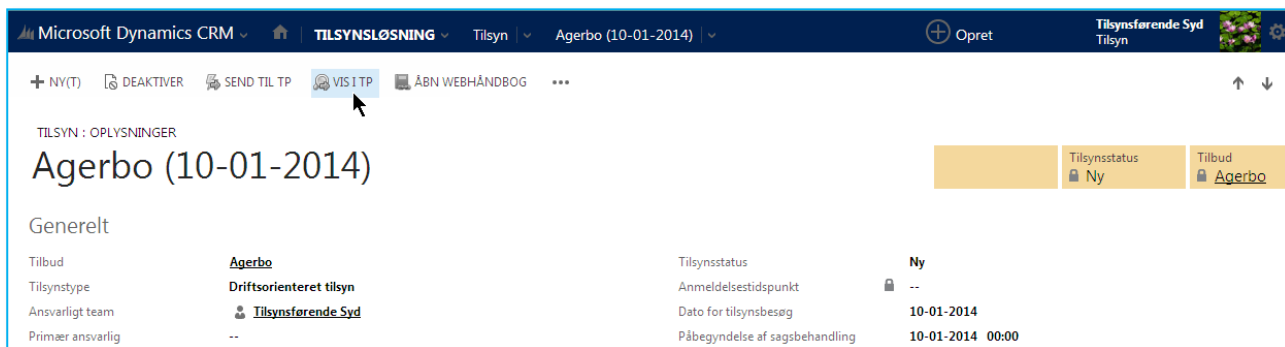 Microsoft Dynamics CRM TILSYNSLØSNING Tilsyn Agerbo (10-01-2014) Opret Tilsynsførende Syd
Tilsyn
NY(T) DEAKTIVER SEND TIL TP VIS I TP ÅBN WEBHÅNDBOG •••
TILSYN : OPLYSNINGER
Agerbo (10-01-2014)
Tilsynsstatus Tilbud
Ny Agerbo
Generelt
Tilbud Agerbo Tilsynsstatus Ny
Tilsynstype Driftsorienteret tilsyn Anmeldelsestidspunkt --
Ansvarligt team Tilsynsførende Syd Dato for tilsynsbesøg 10-01-2014
Primær ansvarlig -- Påbegyndelse af sagsbehandling 10-01-2014 00:00